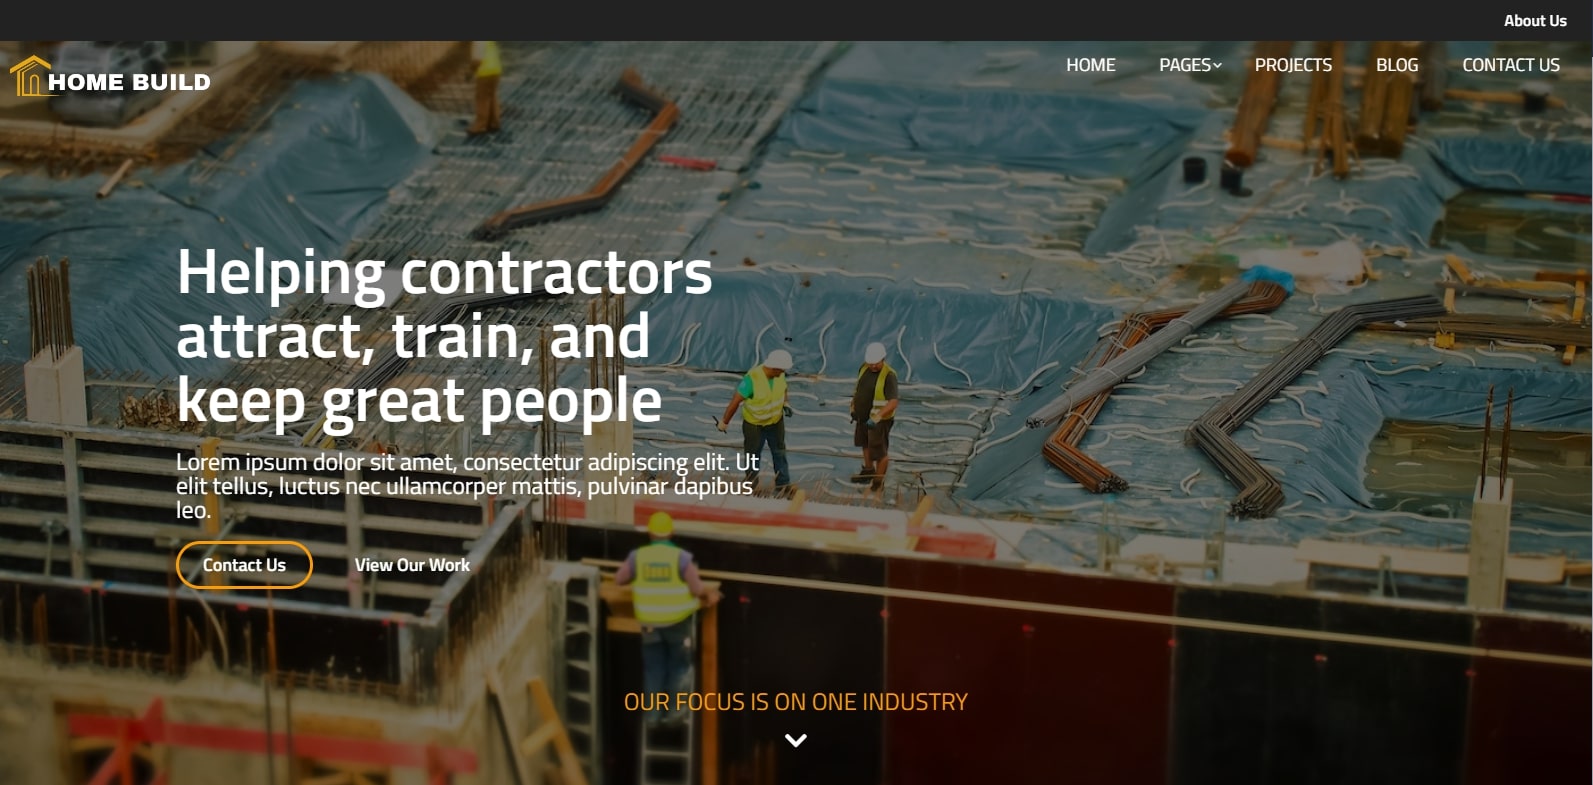 About Us
HOME BUILD
HOME PAGES PROJECTS BLOG CONTACT US
Helping contractors
attract, train, and
keep great people
Lorem ipsum dolor sit amet, consectetur adipiscing elit. Ut
elit tellus, luctus nec ullamcorper mattis, pulvinar dapibus
leo.
Contact Us View Our Work
OUR FOCUS IS ON ONE INDUSTRY